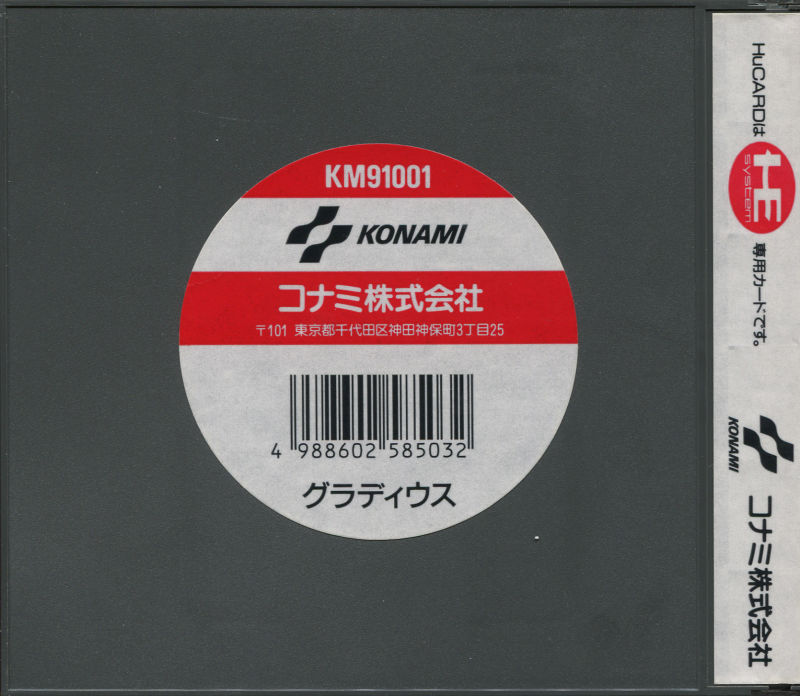 KM91001
KONAMI
コナミ株式会社
〒101 東京都千代田区神田神保町3丁目25
4 988602 585032
グラディウス
HuCARDは
HE
system
専用カードです。
KONAMI
コナミ株式会社